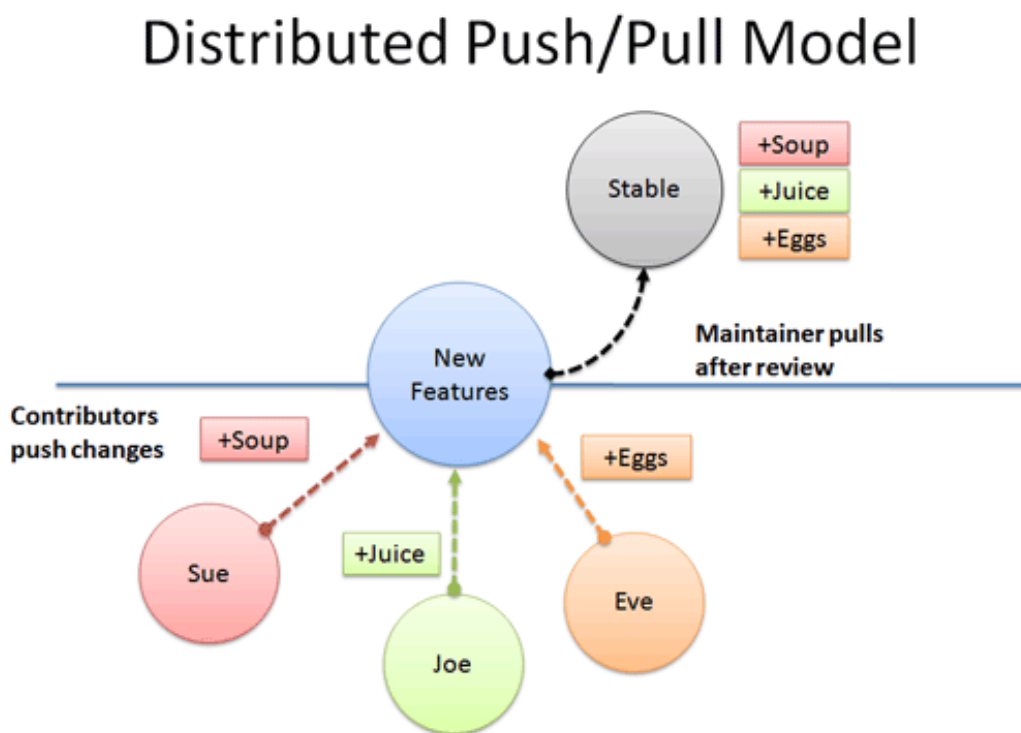 Distributed Push/Pull Model
Stable
+Soup
+Juice
+Eggs
New
Features
Maintainer pulls
after review
Contributors
push changes
+Soup
+Eggs
+Juice
Sue
Joe
Eve